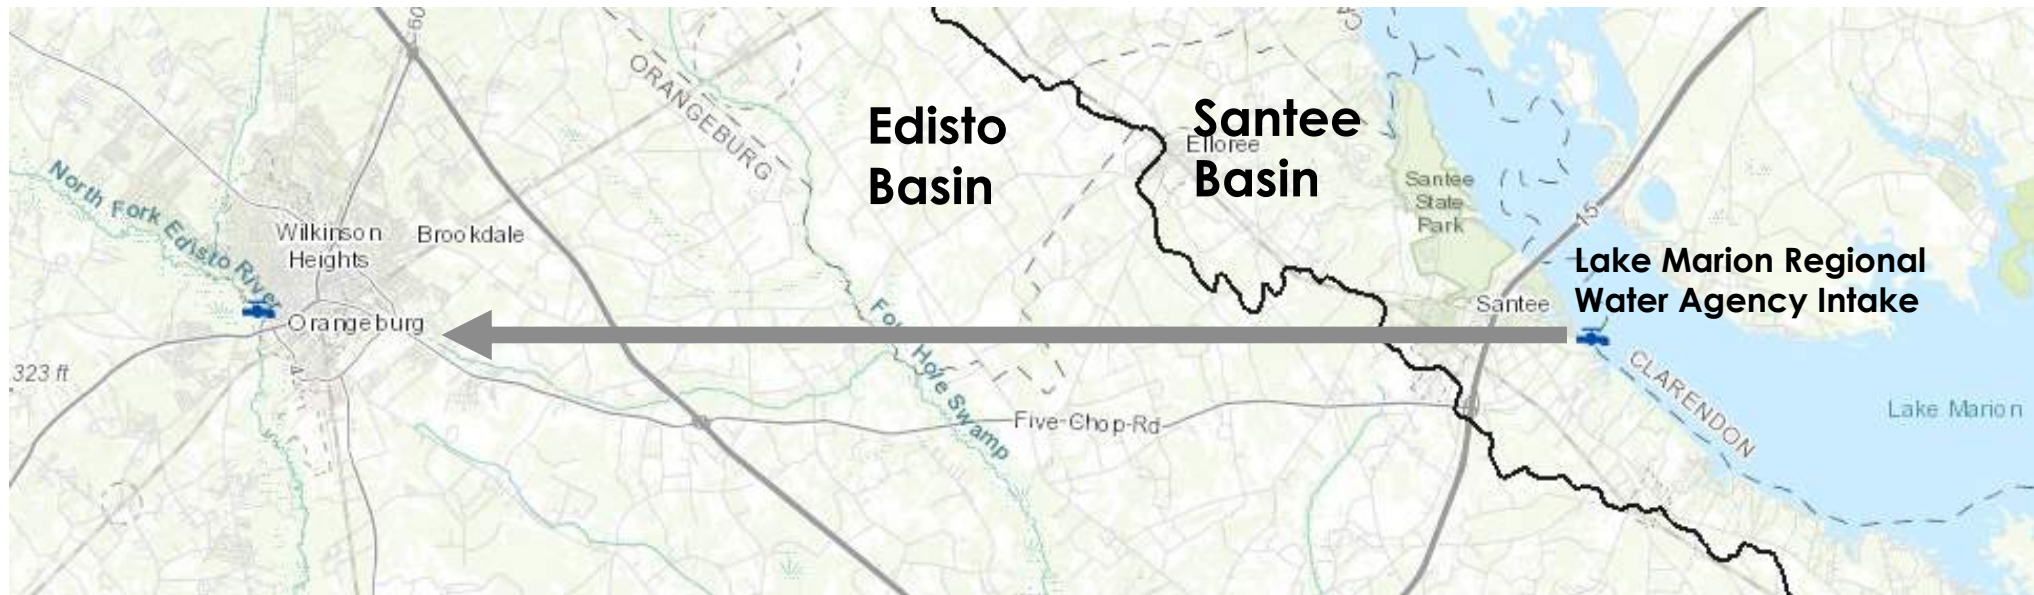 60
ORANGEBURG
Edisto
Basin
Santee
Basin
Elloree
Santee
State
Park
15
North Fork Edisto River
Wilkinson
Heights
Brookdale
Lake Marion Regional
Water Agency Intake
Santee
Orangeburg
Four Hole Swamp
323 ft
CLARENDON
Lake Marion
Five-Chop-Rd